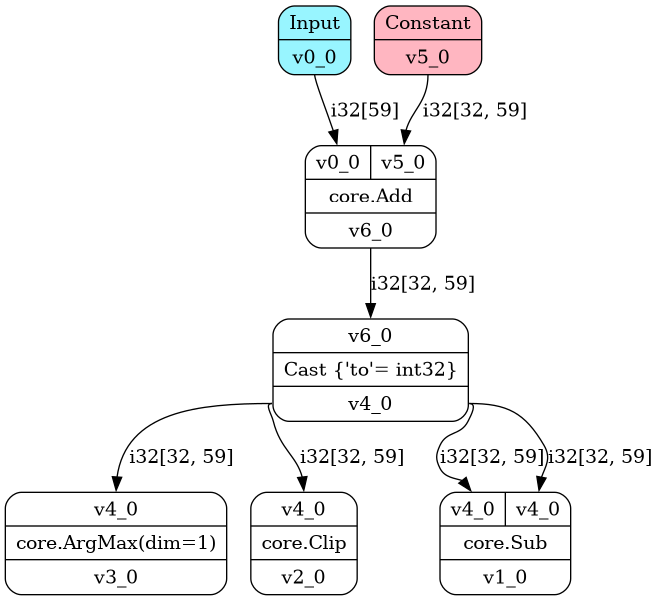 Input
v0_0
Constant
v5_0
i32[59]
i32[32, 59]
v0_0
v5_0
core.Add
v6_0
i32[32, 59]
v6_0
Cast {'to'= int32}
v4_0
i32[32, 59]
i32[32, 59]
i32[32, 59]
i32[32, 59]
v4_0
core.ArgMax(dim=1)
v3_0
v4_0
core.Clip
v2_0
v4_0
v4_0
core.Sub
v1_0